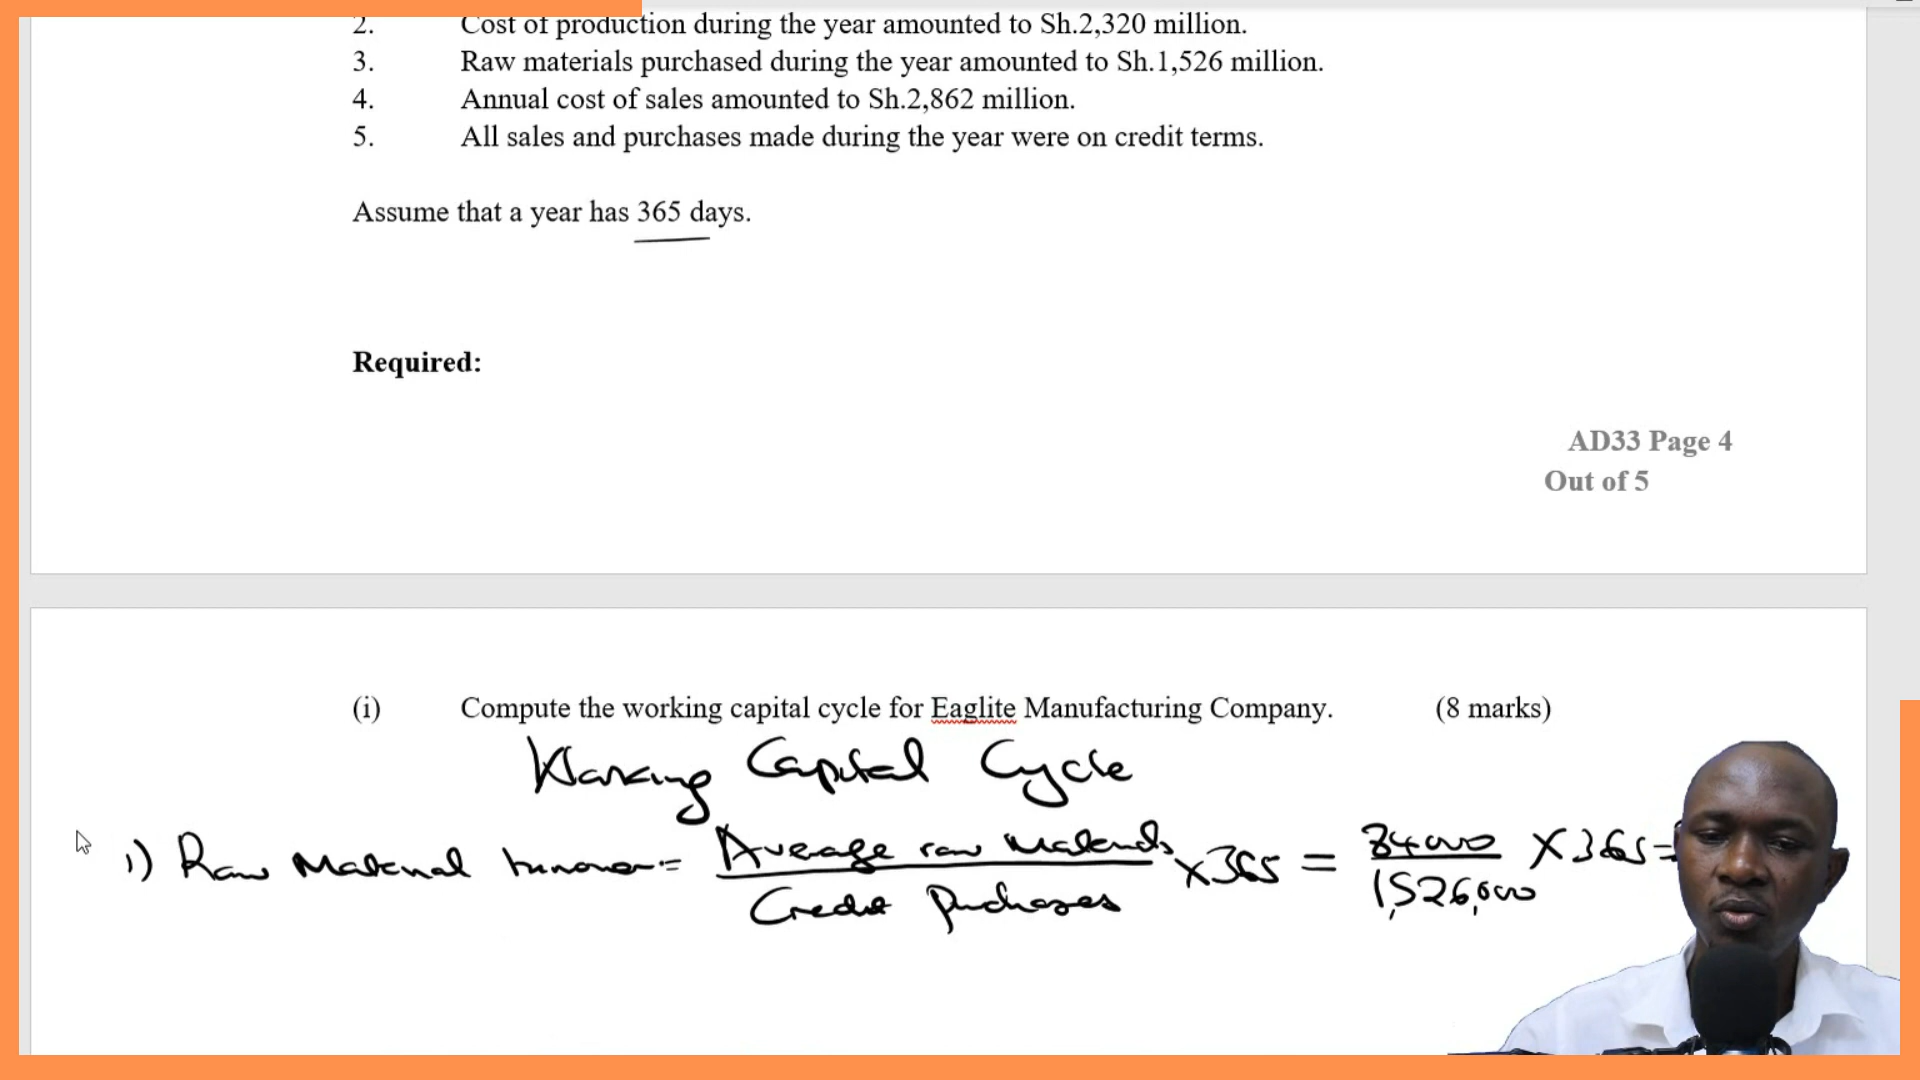 2. Cost of production during the year amounted to Sh.2,320 million.
3. Raw materials purchased during the year amounted to Sh.1,526 million.
4. Annual cost of sales amounted to Sh.2,862 million.
5. All sales and purchases made during the year were on credit terms.
Assume that a year has 365 days.
Required:
AD33 Page 4
Out of 5
(i) Compute the working capital cycle for Eaglite Manufacturing Company. (8 marks)
Working Capital Cycle
1) Raw Material turnover = Average raw materials x365 = 84000 X365=
Credit Purchases 1,526,000